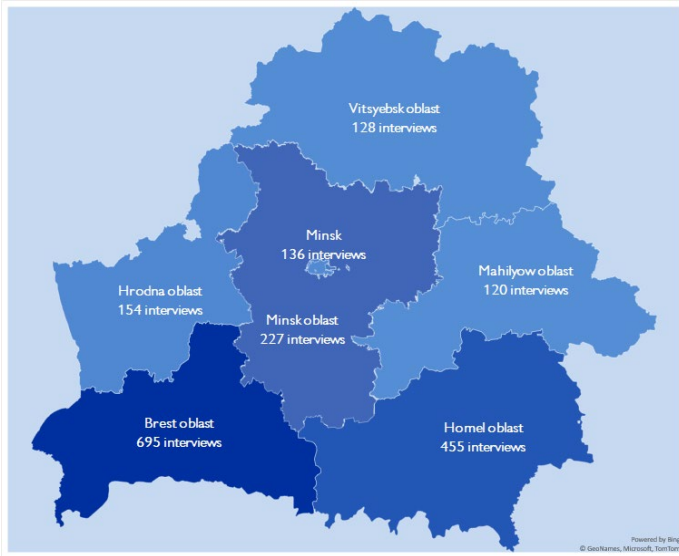 Vitsyebsk oblast
128 interviews
Minsk
136 interviews
Mahilyow oblast
120 interviews
Hrodna oblast
154 interviews
Minsk oblast
227 interviews
Brest oblast
695 interviews
Homel oblast
455 interviews
Powered by Bing
© GeoNames, Microsoft, TomTom